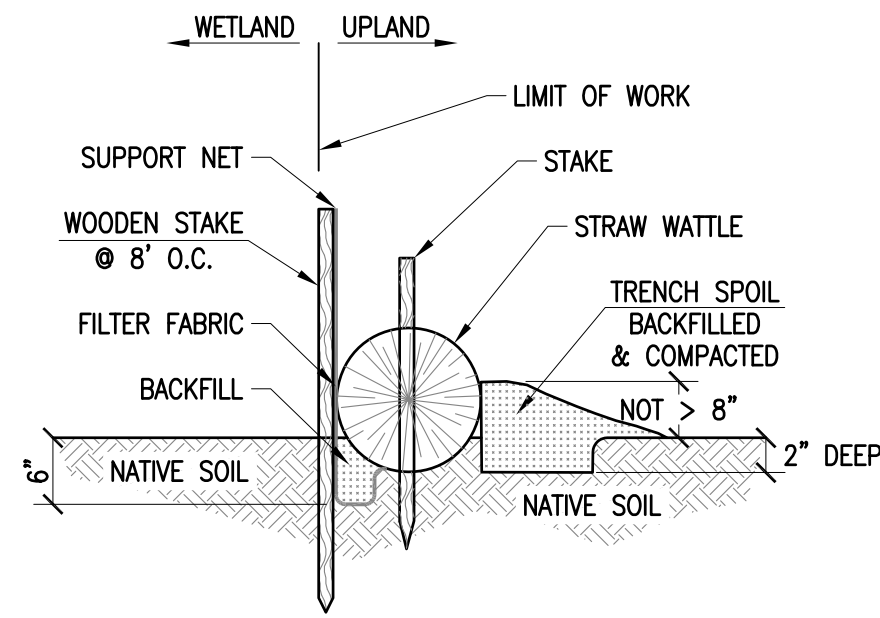 WETLAND
UPLAND
LIMIT OF WORK
SUPPORT NET
STAKE
WOODEN STAKE
@ 8' O.C.
STRAW WATTLE
TRENCH SPOIL
BACKFILLED
& COMPACTED
FILTER FABRIC
BACKFILL
NOT > 8"
6"
NATIVE SOIL
2" DEEP
NATIVE SOIL